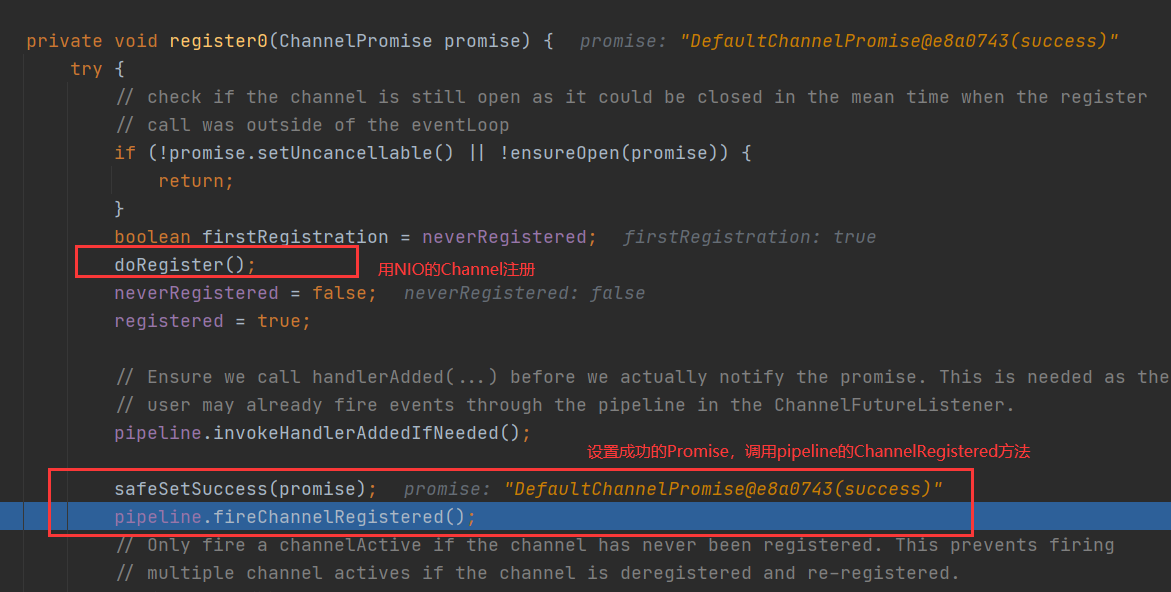 private void register0(ChannelPromise promise) {   promise: "DefaultChannelPromise@e8a0743(success)"
try {
// check if the channel is still open as it could be closed in the mean time when the register
// call was outside of the eventLoop
if (!promise.setUncancellable() || !ensureOpen(promise)) {
return;
}
boolean firstRegistration = neverRegistered;   firstRegistration: true
doRegister();   用NIO的Channel注册
neverRegistered = false;   neverRegistered: false
registered = true;
// Ensure we call handlerAdded(...) before we actually notify the promise. This is needed as the
// user may already fire events through the pipeline in the ChannelFutureListener.
pipeline.invokeHandlerAddedIfNeeded();
设置成功的Promise，调用pipeline的ChannelRegistered方法
safeSetSuccess(promise);   promise: "DefaultChannelPromise@e8a0743(success)"
pipeline.fireChannelRegistered();
// Only fire a channelActive if the channel has never been registered. This prevents firing
// multiple channel actives if the channel is deregistered and re-registered.